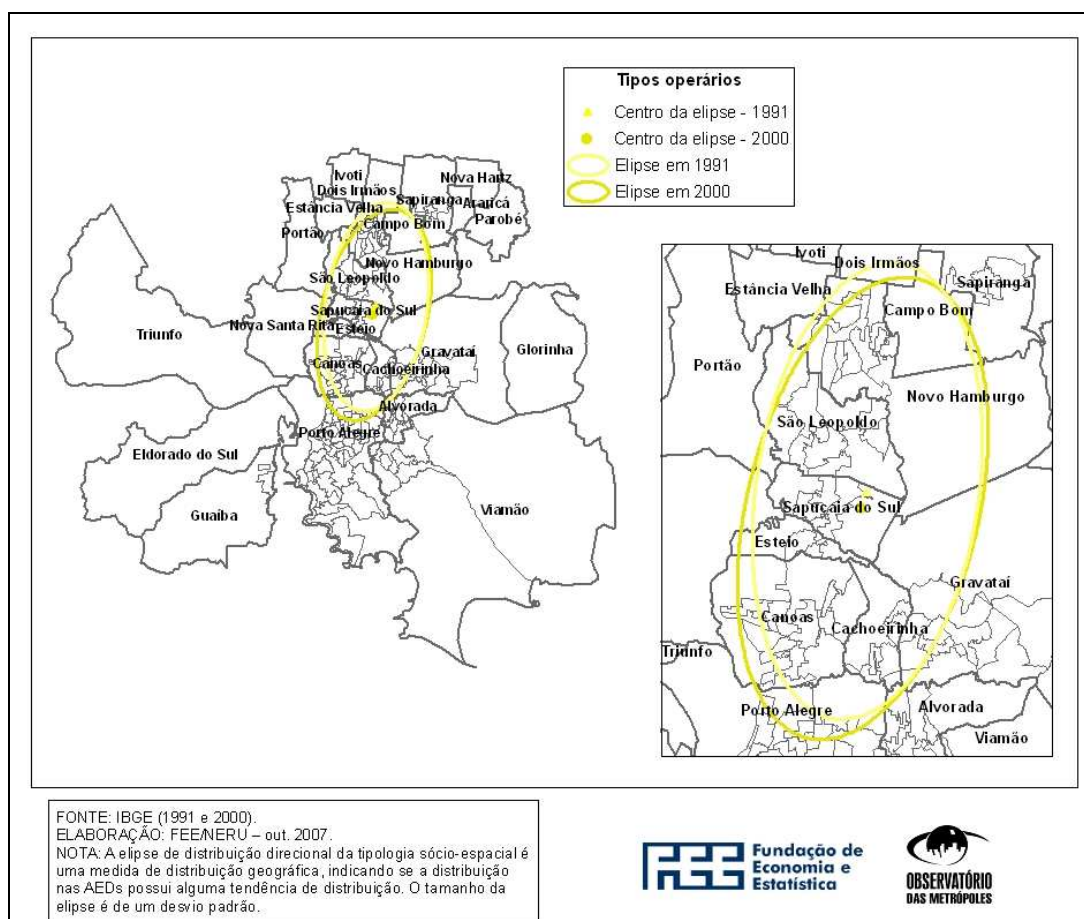 Tipos operários
Centro da elipse - 1991
Centro da elipse - 2000
Elipse em 1991
Elipse em 2000
Ivoti
Nova Hartz
Dois Irmãos
Sapiranga
Araricá
Estância Velha
Parobé
Campo Bom
Portão
Novo Hamburgo
São Leopoldo
Sapucaia do Sul
Nova Santa Rita
Esteio
Triunfo
Gravataí
Glorinha
Canoas
Cachoeirinha
Alvorada
Porto Alegre
Eldorado do Sul
Guaíba
Viamão
Ivoti
Dois Irmãos
Estância Velha
Sapiranga
Campo Bom
Portão
Novo Hamburgo
São Leopoldo
Sapucaia do Sul
Esteio
Gravataí
Canoas
Cachoeirinha
Triunfo
Porto Alegre
Alvorada
Viamão
FONTE: IBGE (1991 e 2000).
ELABORAÇÃO: FEE/NERU – out. 2007.
NOTA: A elipse de distribuição direcional da tipologia sócio-espacial é
uma medida de distribuição geográfica, indicando se a distribuição
nas AEDs possui alguma tendência de distribuição. O tamanho da
elipse é de um desvio padrão.
FEE
Fundação de
Economia e
Estatística
OBSERVATÓRIO
DAS METRÓPOLES